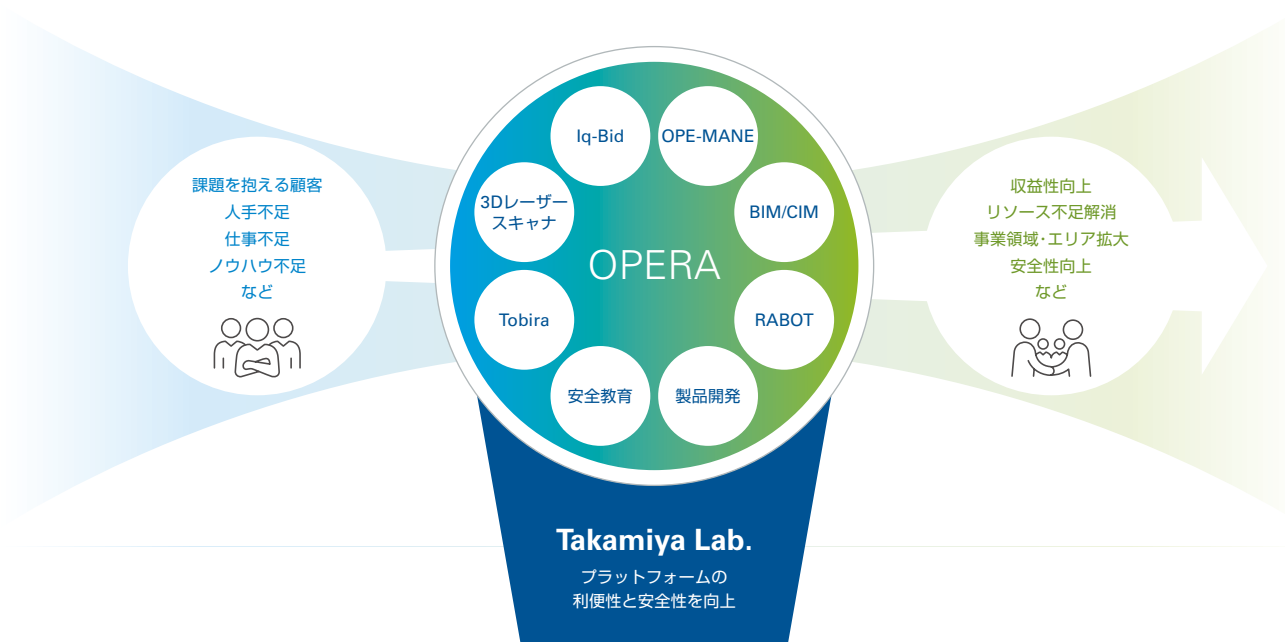 課題を抱える顧客
人手不足
仕事不足
ノウハウ不足
など
Iq-Bid
OPE-MANE
3Dレーザー
スキャナ
BIM/CIM
OPERA
Tobira
RABOT
安全教育
製品開発
収益性向上
リソース不足解消
事業領域・エリア拡大
安全性向上
など
Takamiya Lab.
プラットフォームの
利便性と安全性を向上